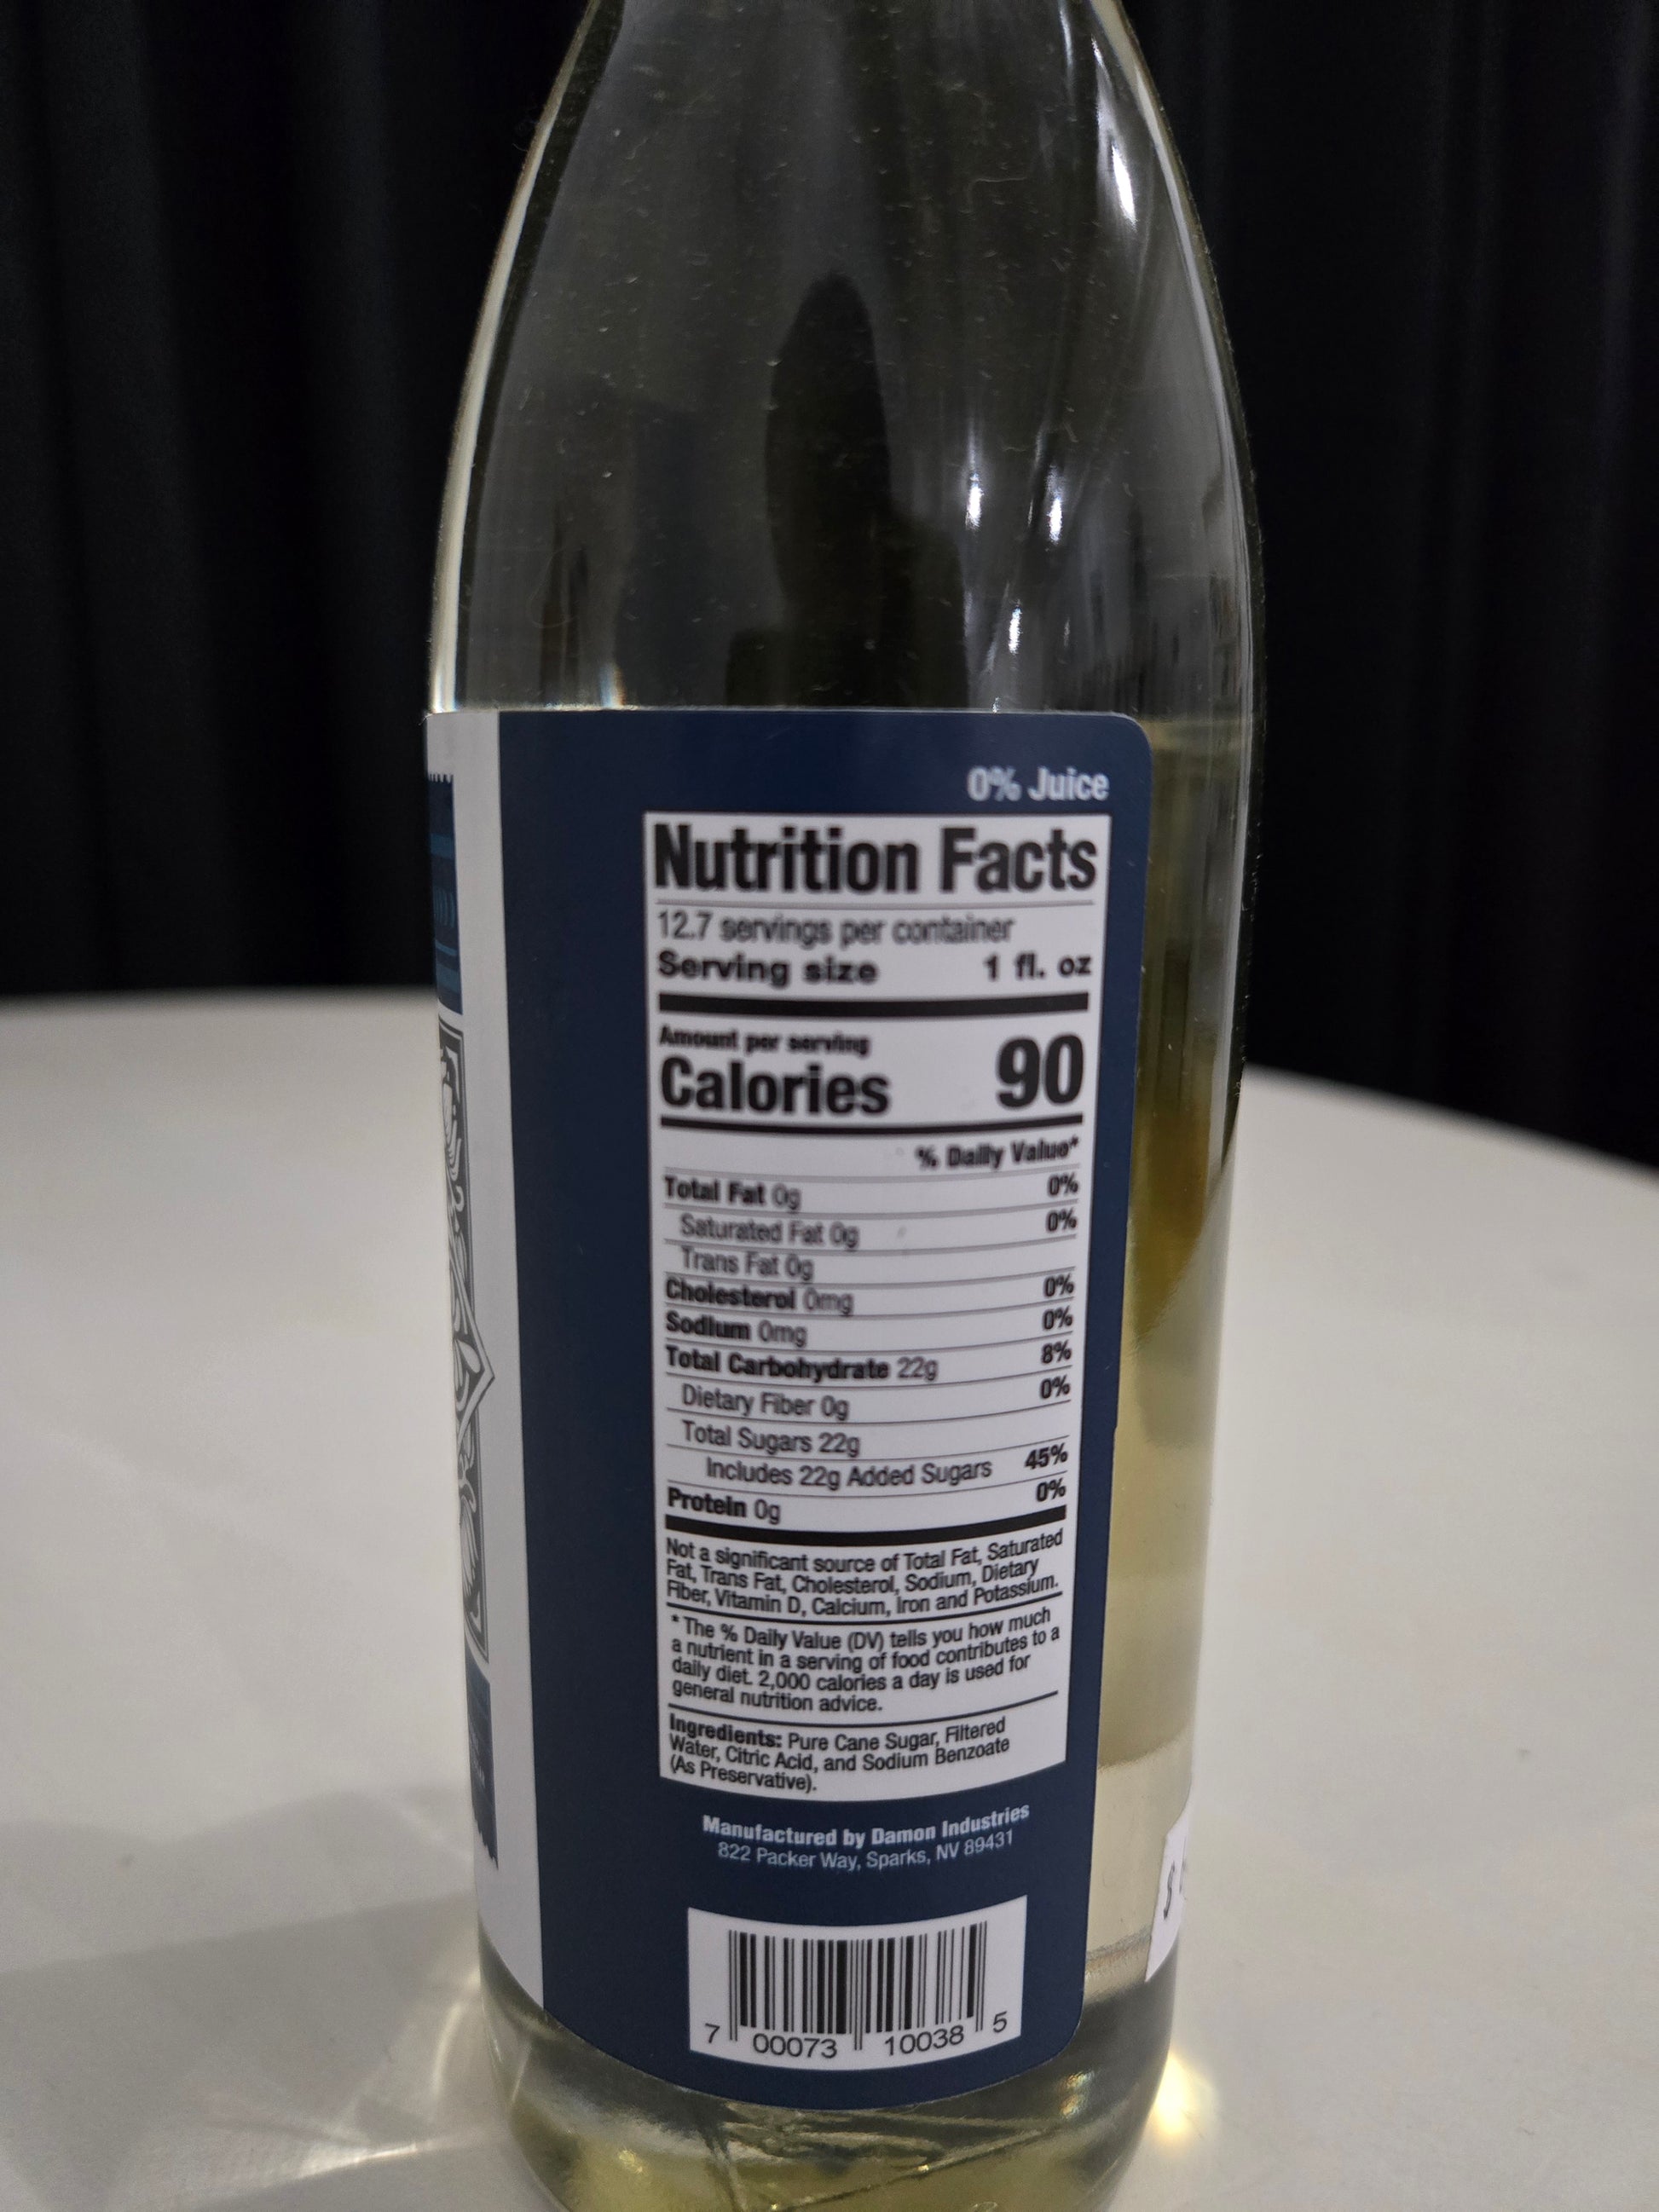 0% Juice
Nutrition Facts
12.7 servings per container
Serving size 1 fl. oz
Amount per serving
Calories 90
% Daily Value*
Total Fat 0g 0%
Saturated Fat 0g 0%
Trans Fat 0g
Cholesterol 0mg 0%
Sodium 0mg 0%
Total Carbohydrate 22g 8%
Dietary Fiber 0g 0%
Total Sugars 22g
Includes 22g Added Sugars 45%
Protein 0g 0%
Not a significant source of Total Fat, Saturated
Fat, Trans Fat, Cholesterol, Sodium, Dietary
Fiber, Vitamin D, Calcium, Iron and Potassium.
* The % Daily Value (DV) tells you how much
a nutrient in a serving of food contributes to a
daily diet. 2,000 calories a day is used for
general nutrition advice.
Ingredients: Pure Cane Sugar, Filtered
Water, Citric Acid, and Sodium Benzoate
(As Preservative).
Manufactured by Damon Industries
822 Packer Way, Sparks, NV 89431
7 00073 10038 5
$